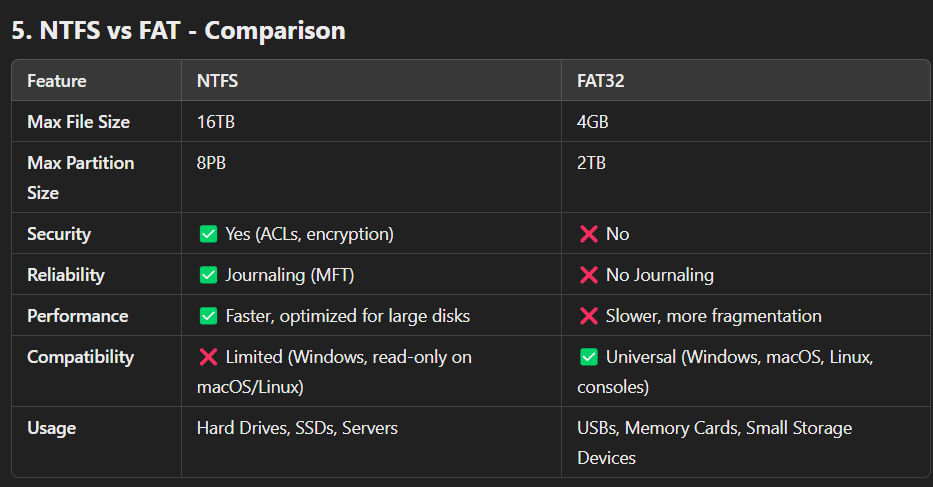 5. NTFS vs FAT - Comparison
Feature NTFS FAT32
Max File Size 16TB 4GB
Max Partition Size 8PB 2TB
Security ✅ Yes (ACLs, encryption) ❌ No
Reliability ✅ Journaling (MFT) ❌ No Journaling
Performance ✅ Faster, optimized for large disks ❌ Slower, more fragmentation
Compatibility ❌ Limited (Windows, read-only on macOS/Linux) ✅ Universal (Windows, macOS, Linux, consoles)
Usage Hard Drives, SSDs, Servers USBs, Memory Cards, Small Storage Devices